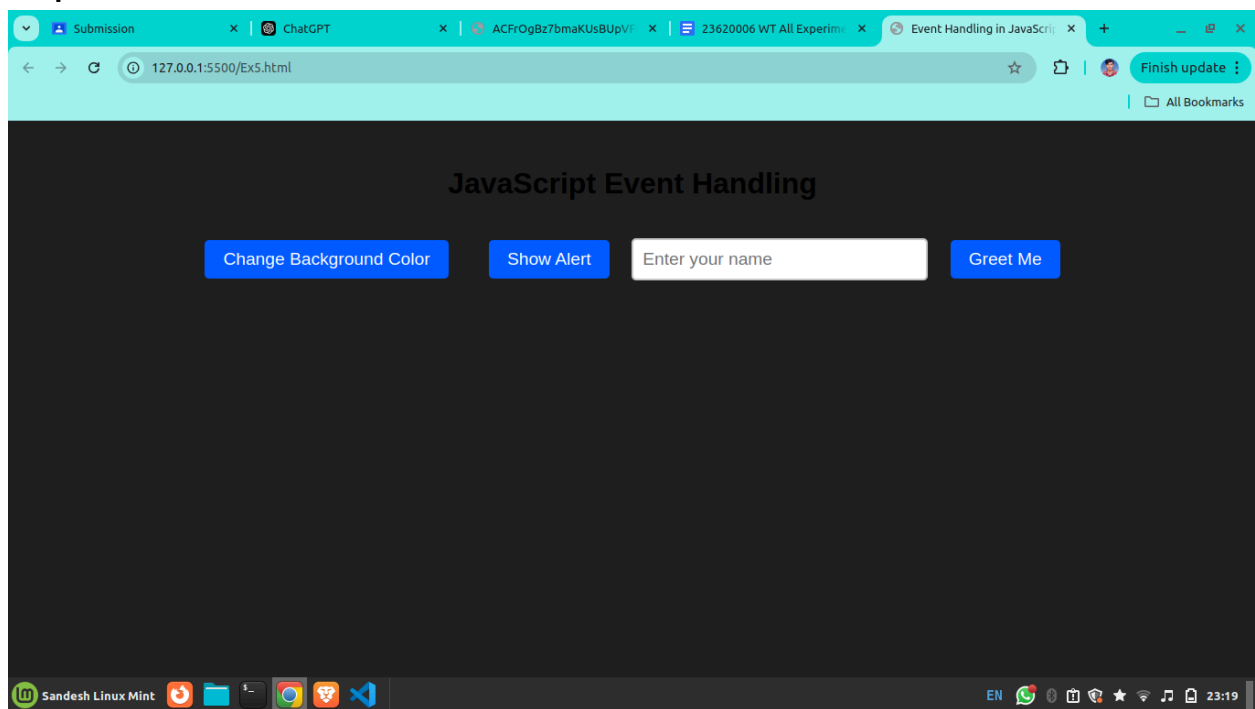 Submission
ChatGPT
ACFrOgBz7bmaKUsBUpVF
23620006 WT All Experime
Event Handling in JavaScrip
127.0.0.1:5500/Ex5.html
Finish update
All Bookmarks
JavaScript Event Handling
Change Background Color
Show Alert
Enter your name
Greet Me
Sandesh Linux Mint
EN
23:19